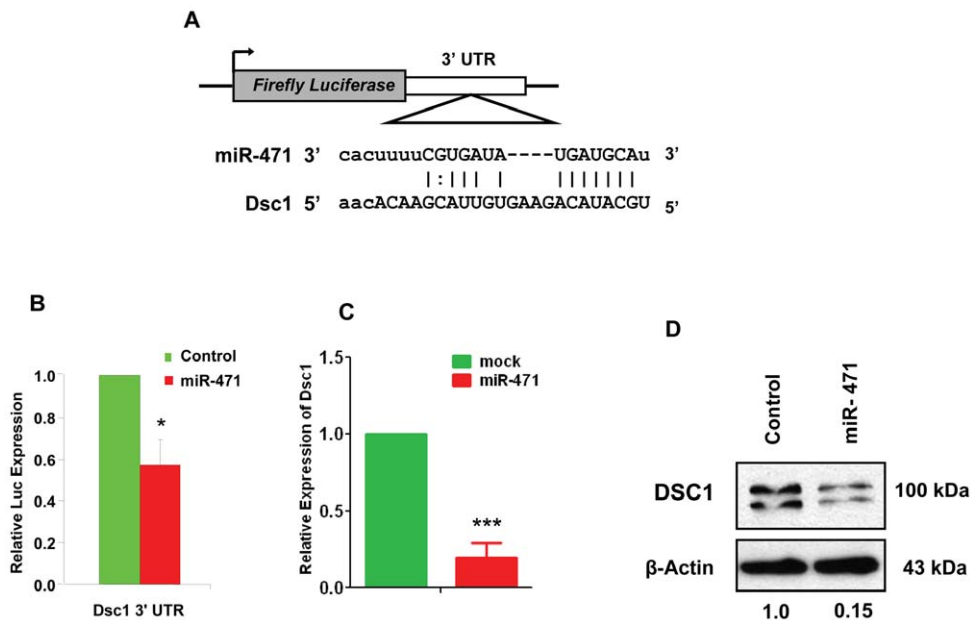 A
3' UTR
Firefly Luciferase
miR-471 3' cacuuuuCGUGAUA----UGAUGCAu 3'
|:||| | |||||||
Dsc1 5' aacACAAGCAUUGUGAAGACAUACGU 5'
B
Control
miR-471
Relative Luc Expression
1.0
0.8
0.6
0.4
0.2
0.0
*
Dsc1 3' UTR
C
mock
miR-471
Relative Expression of Dsc1
1.5
1.0
0.5
0.0
***
D
Control
miR- 471
DSC1
100 kDa
β-Actin
43 kDa
1.0 0.15